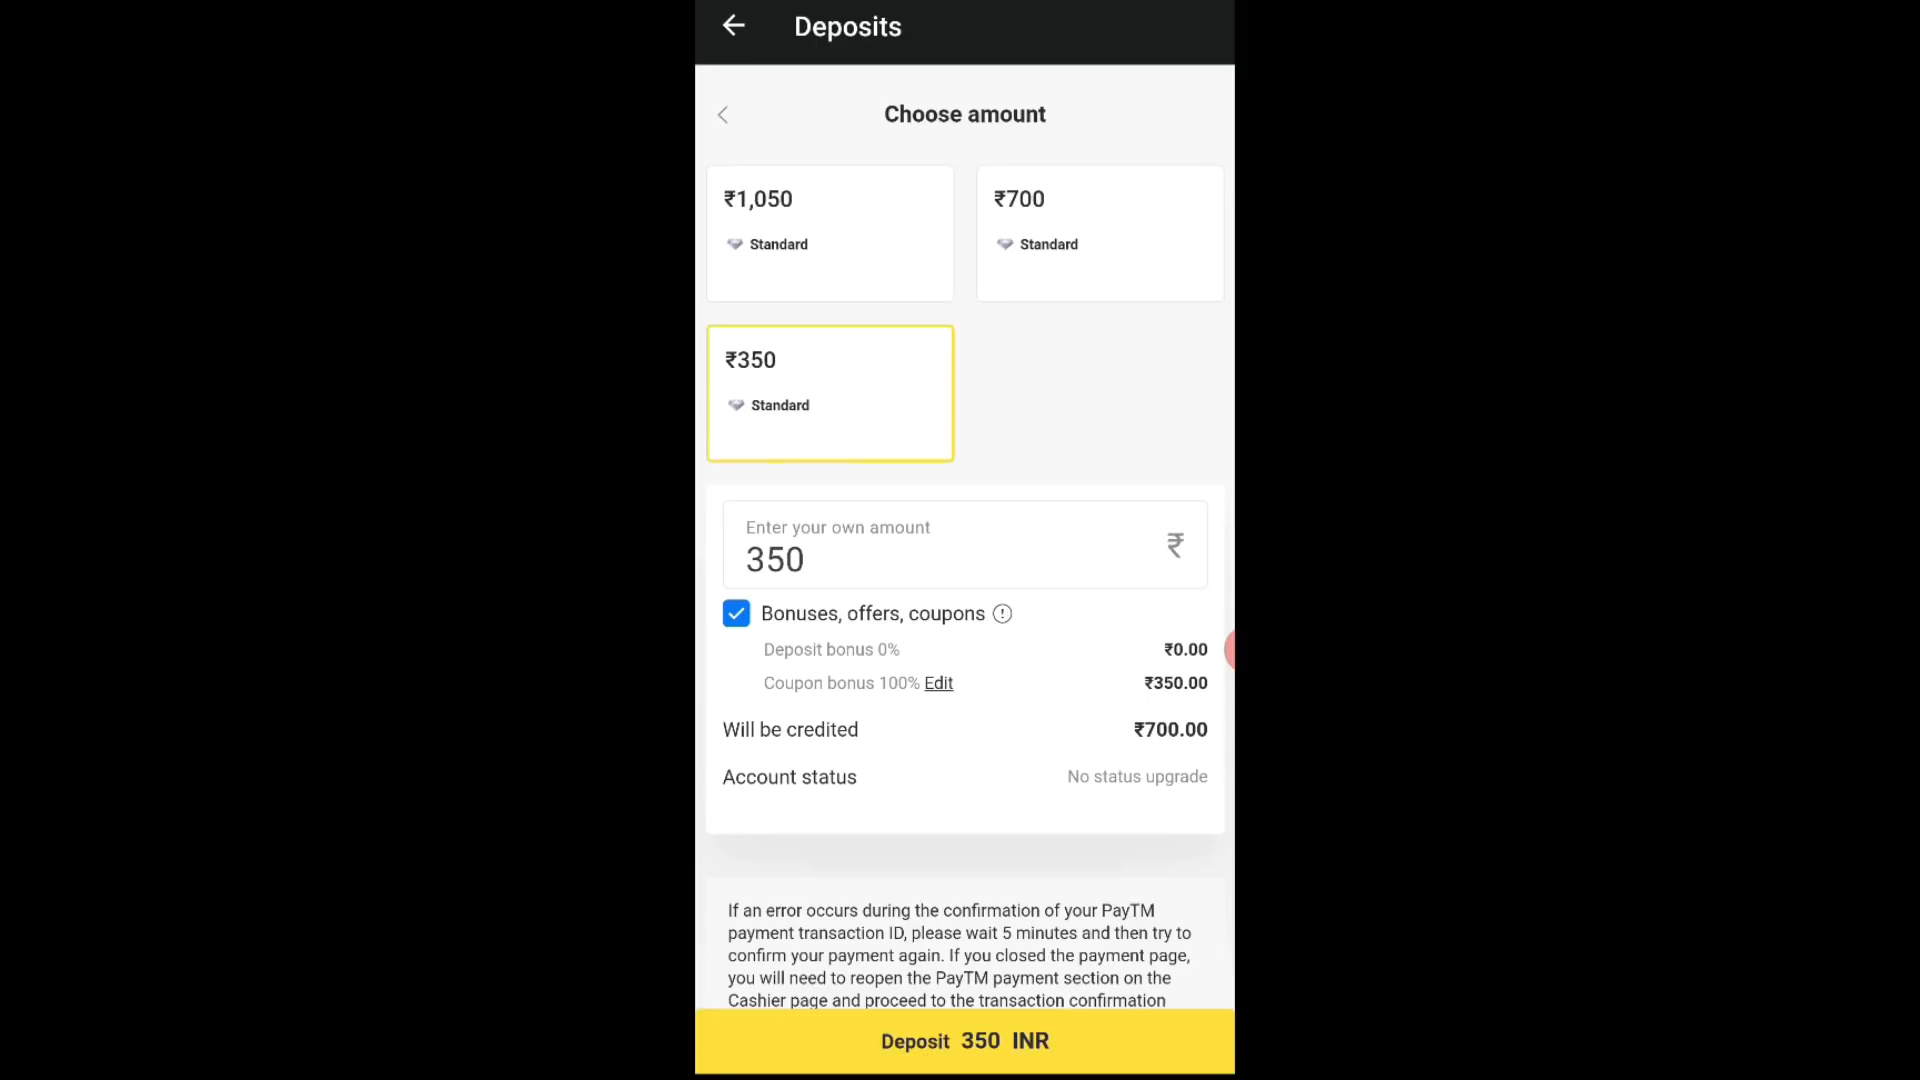 Deposits
Choose amount
₹1,050
Standard
₹700
Standard
₹350
Standard
Enter your own amount
350
₹
Bonuses, offers, coupons
Deposit bonus 0% ₹0.00
Coupon bonus 100% Edit ₹350.00
Will be credited ₹700.00
Account status No status upgrade
If an error occurs during the confirmation of your PayTM
payment transaction ID, please wait 5 minutes and then try to
confirm your payment again. If you closed the payment page,
you will need to reopen the PayTM payment section on the
Cashier page and proceed to the transaction confirmation
Deposit 350 INR